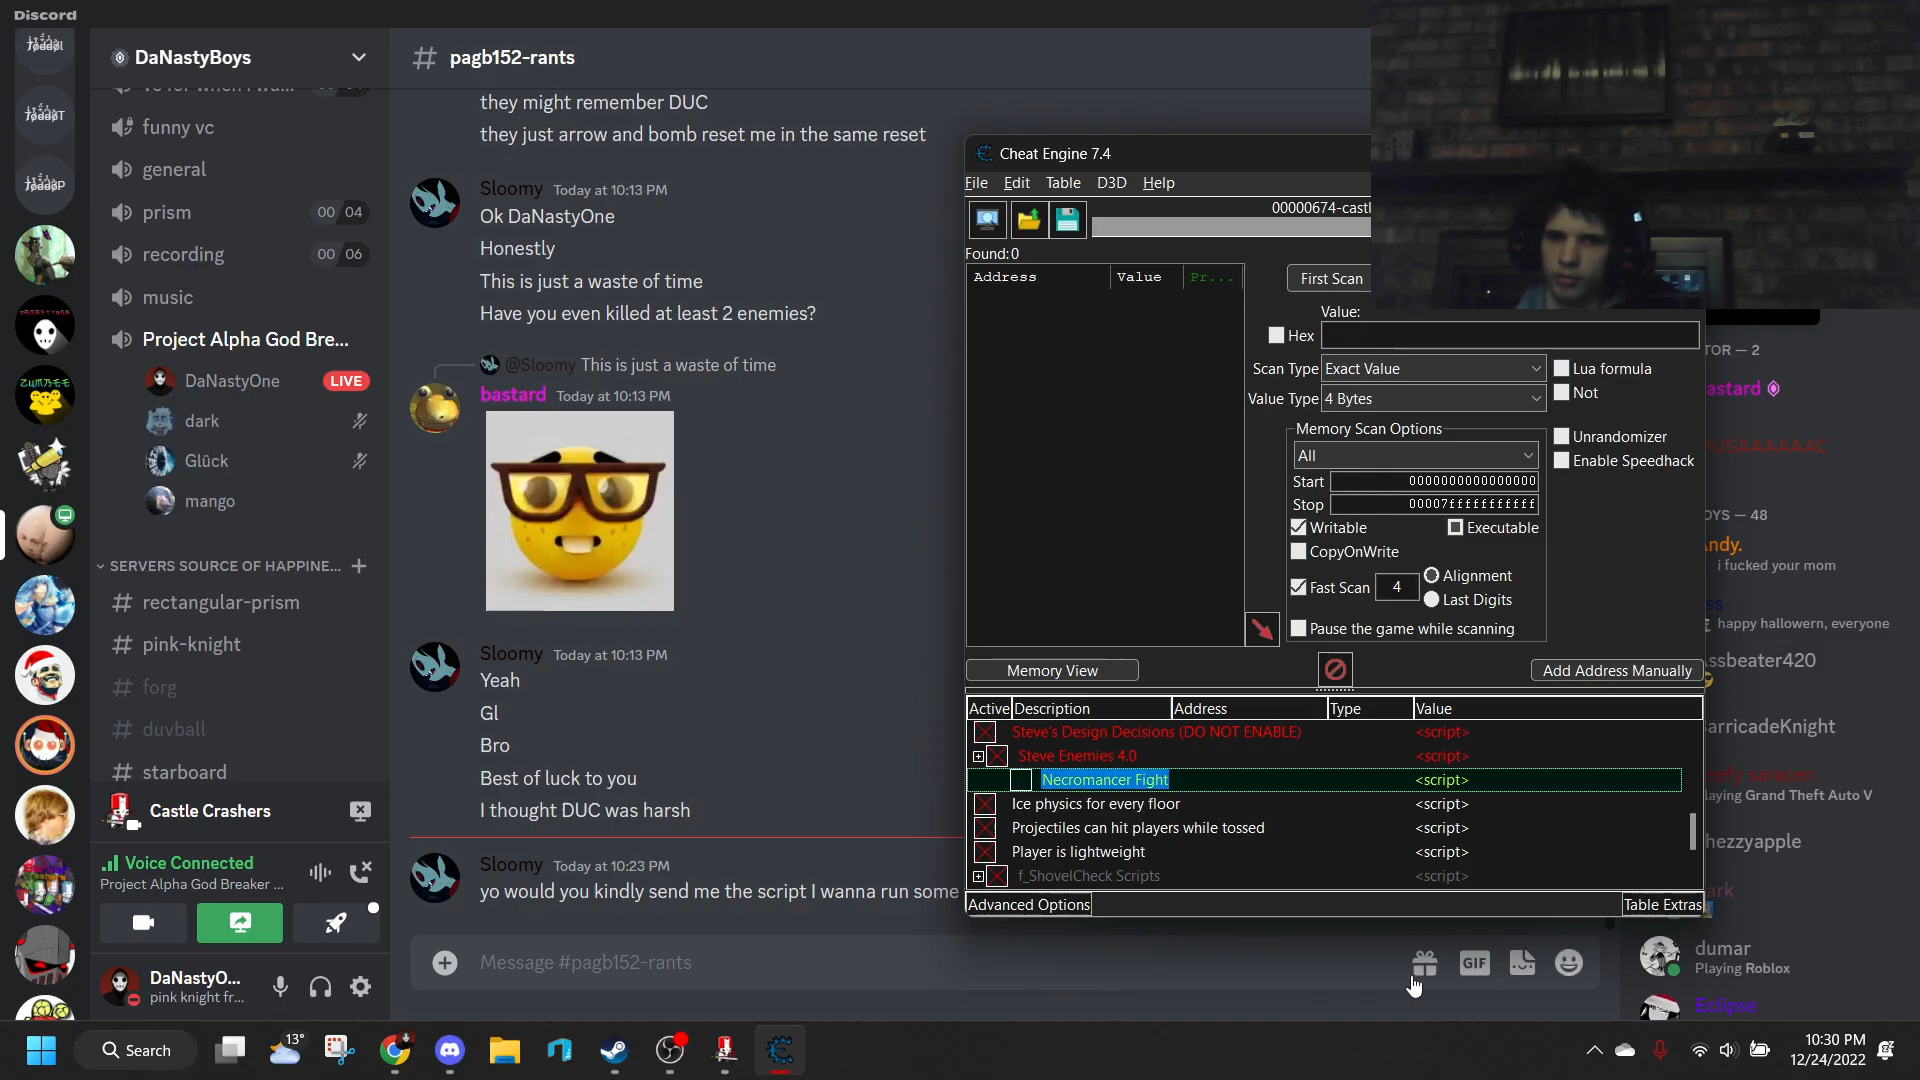 Discord
DaNastyBoys
funny vc
general
prism
00 04
recording
00 06
music
Project Alpha God Bre...
DaNastyOne
LIVE
dark
Glück
mango
SERVERS SOURCE OF HAPPINE...
rectangular-prism
pink-knight
forg
duvball
starboard
Castle Crashers
Voice Connected
Project Alpha God Breaker ...
DaNastyO...
pink knight fr...
pagb152-rants
they might remember DUC
they just arrow and bomb reset me in the same reset
Sloomy Today at 10:13 PM
Ok DaNastyOne
Honestly
This is just a waste of time
Have you even killed at least 2 enemies?
@Sloomy This is just a waste of time
bastard Today at 10:13 PM
Sloomy Today at 10:13 PM
Yeah
Gl
Bro
Best of luck to you
I thought DUC was harsh
Sloomy Today at 10:23 PM
yo would you kindly send me the script I wanna run some
Message #pagb152-rants
GIF
Cheat Engine 7.4
File Edit Table D3D Help
00000674-castl
Found:0
Address Value Pr...
First Scan
Value:
Hex
Scan Type Exact Value
Lua formula
Value Type 4 Bytes
Not
Memory Scan Options
All
Unrandomizer
Start 0000000000000000
Enable Speedhack
Stop 00007fffffffffff
Writable Executable
CopyOnWrite
Fast Scan 4 Alignment
Last Digits
Pause the game while scanning
Memory View
Add Address Manually
Active Description Address Type Value
Steve's Design Decisions (DO NOT ENABLE) <script>
Steve Enemies 4.0 <script>
Necromancer Fight <script>
Ice physics for every floor <script>
Projectiles can hit players while tossed <script>
Player is lightweight <script>
f_ShovelCheck Scripts <script>
Advanced Options
Table Extras
TOR — 2
astard
OYS — 48
ndy.
i fucked your mom
happy hallowern, everyone
ssbeater420
arricadeKnight
laying Grand Theft Auto V
hezzyapple
ark
dumar
Playing Roblox
Eclipse
Search
13°
10:30 PM
12/24/2022